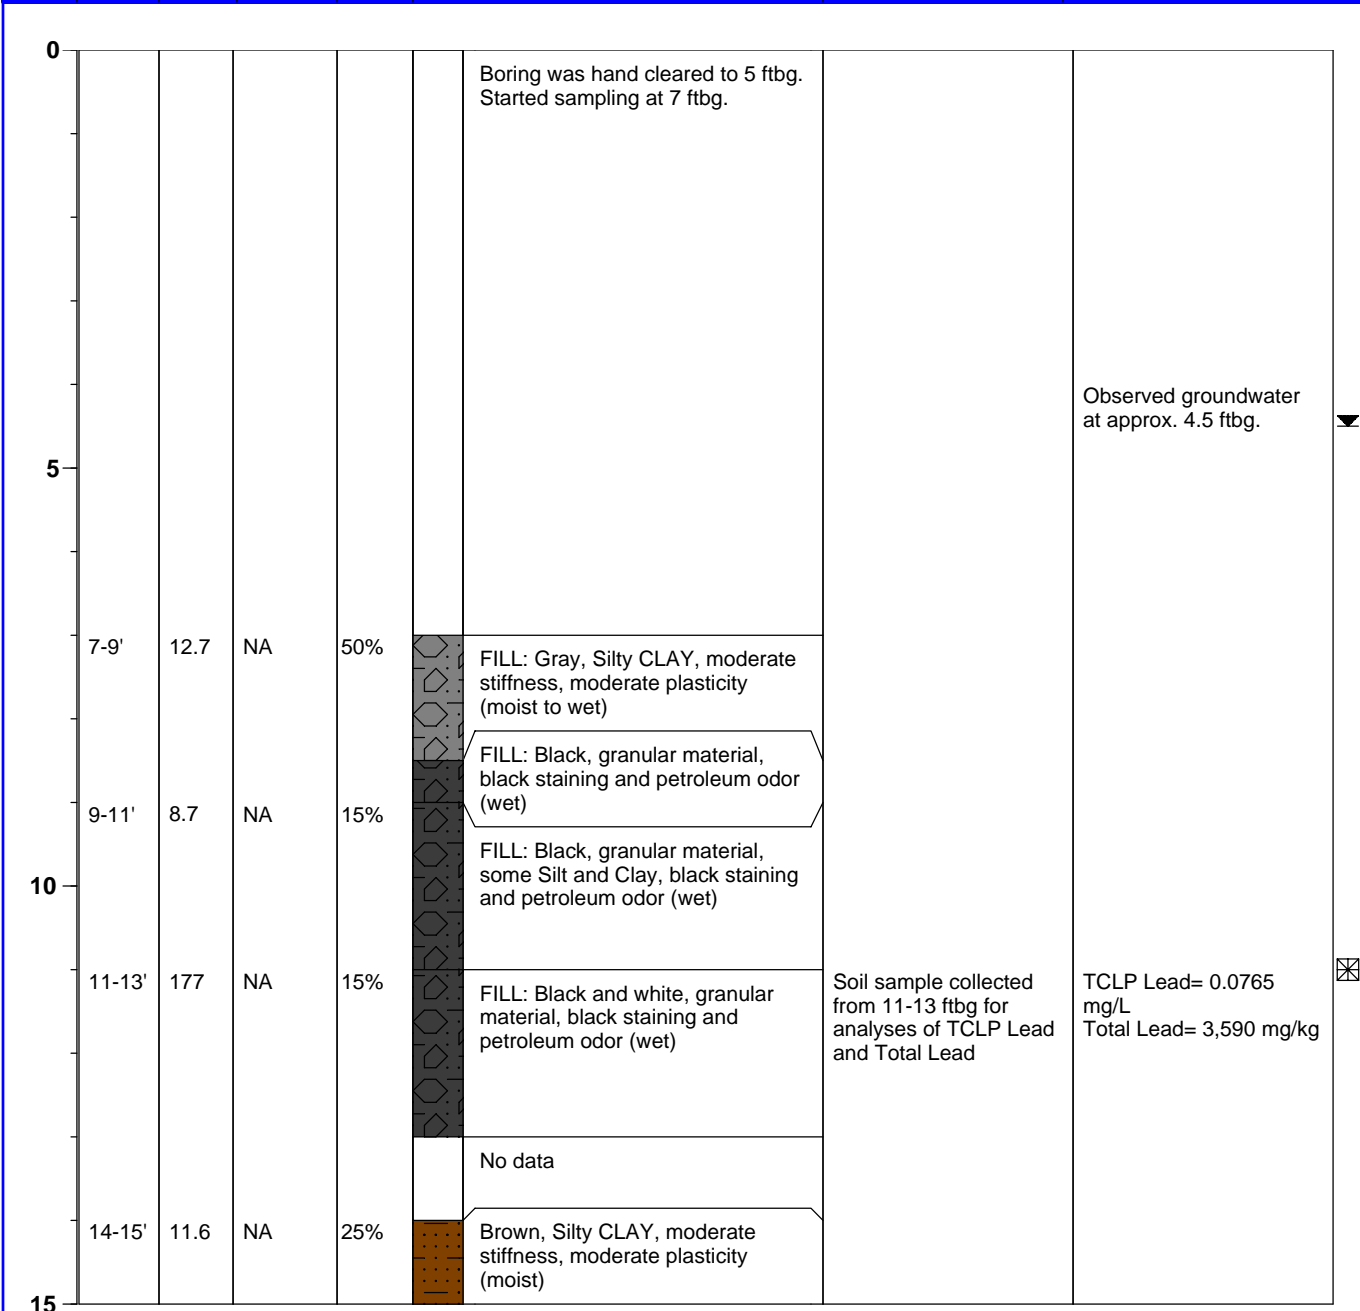 0
Boring was hand cleared to 5 ftbg.
Started sampling at 7 ftbg.
Observed groundwater
at approx. 4.5 ftbg.
5
7-9' 12.7 NA 50%
FILL: Gray, Silty CLAY, moderate
stiffness, moderate plasticity
(moist to wet)
FILL: Black, granular material,
black staining and petroleum odor
(wet)
9-11' 8.7 NA 15%
FILL: Black, granular material,
some Silt and Clay, black staining
and petroleum odor (wet)
10
11-13' 177 NA 15%
FILL: Black and white, granular
material, black staining and
petroleum odor (wet)
Soil sample collected
from 11-13 ftbg for
analyses of TCLP Lead
and Total Lead
TCLP Lead= 0.0765
mg/L
Total Lead= 3,590 mg/kg
No data
14-15' 11.6 NA 25%
Brown, Silty CLAY, moderate
stiffness, moderate plasticity
(moist)
15